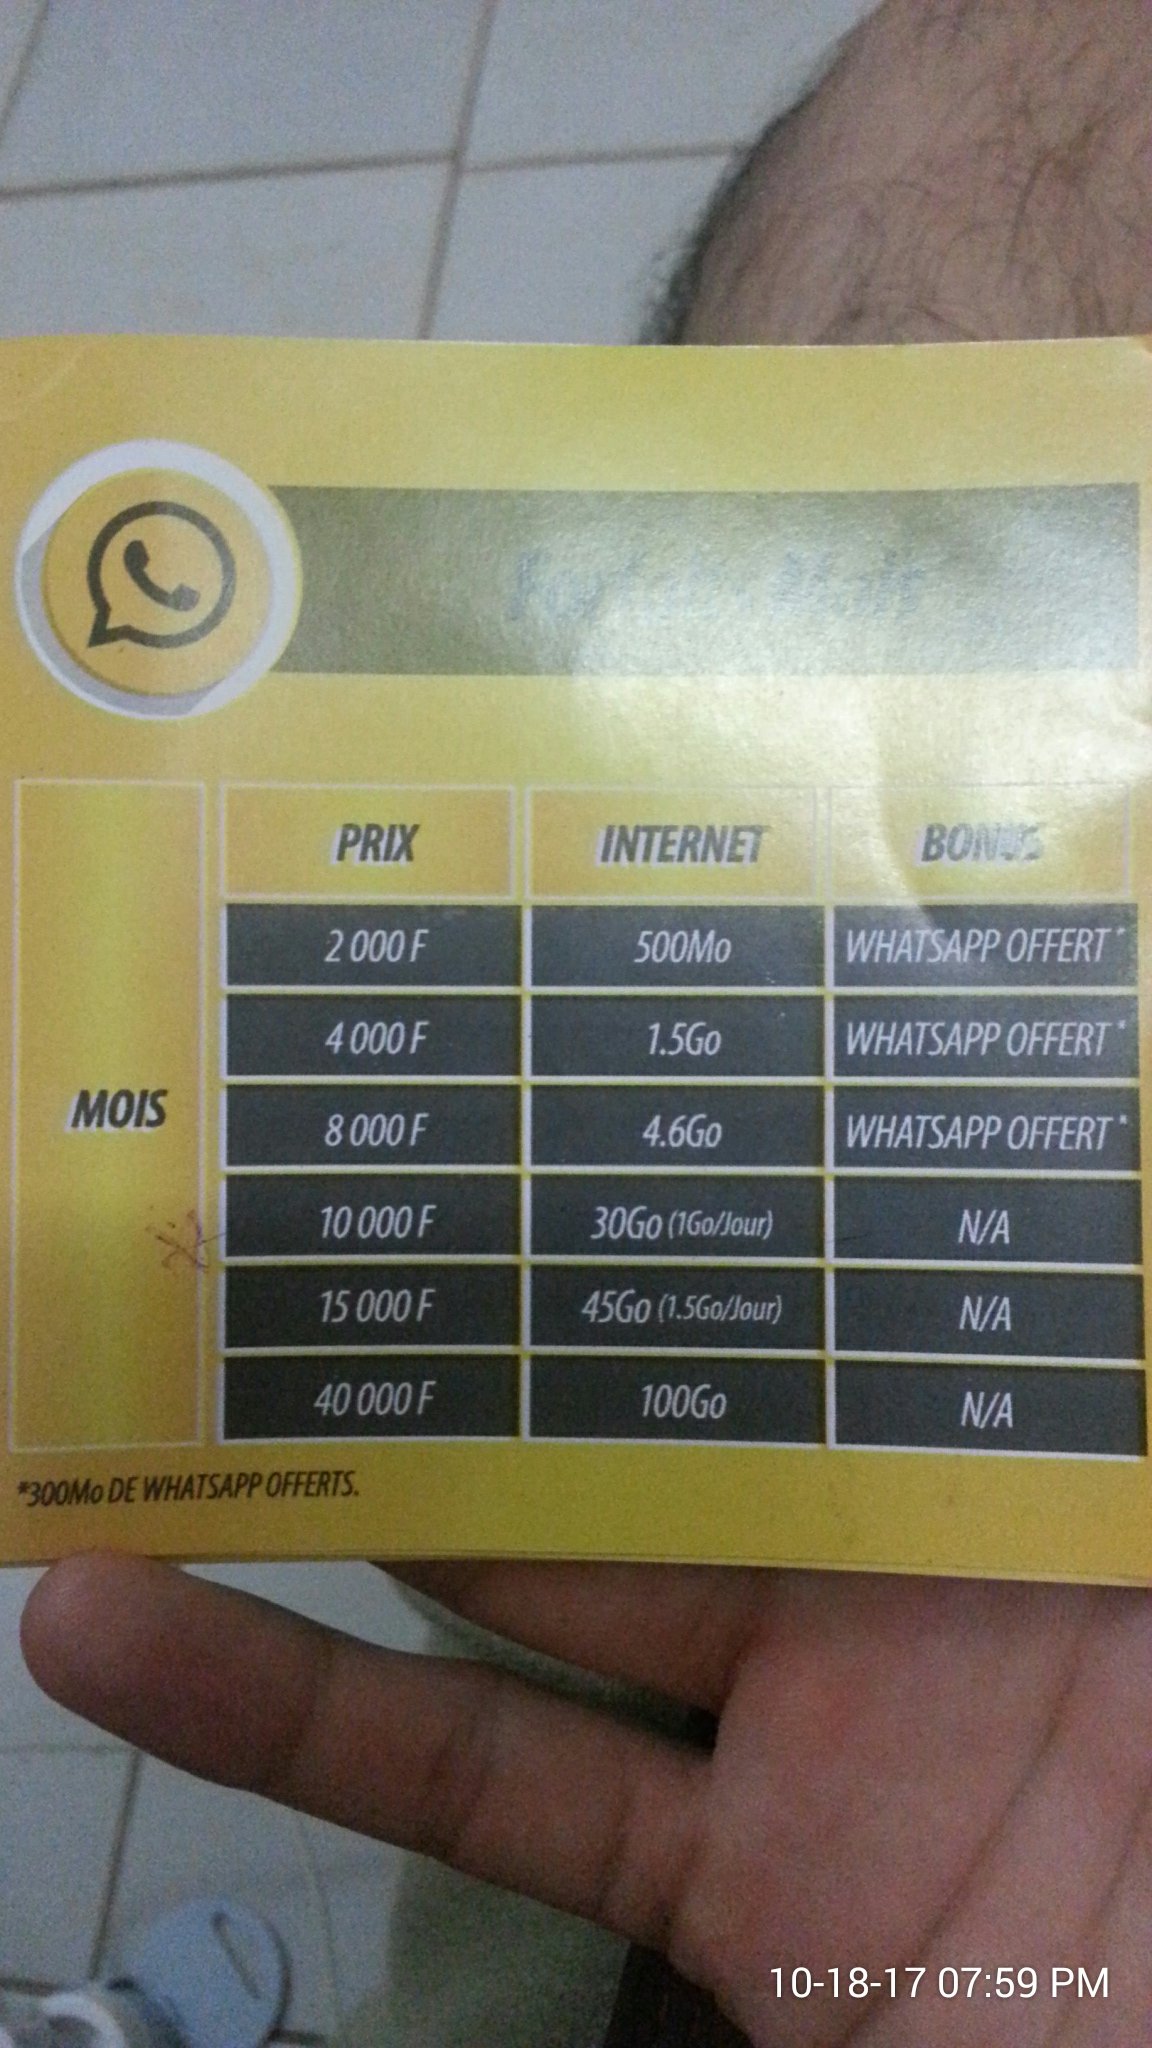 PRIX INTERNET BONUS
2 000 F 500Mo WHATSAPP OFFERT*
4 000 F 1.5Go WHATSAPP OFFERT*
8 000 F 4.6Go WHATSAPP OFFERT*
MOIS
10 000 F 30Go (1Go/Jour) N/A
15 000 F 45Go (1.5Go/Jour) N/A
40 000 F 100Go N/A
*300Mo DE WHATSAPP OFFERTS.
10-18-17 07:59 PM